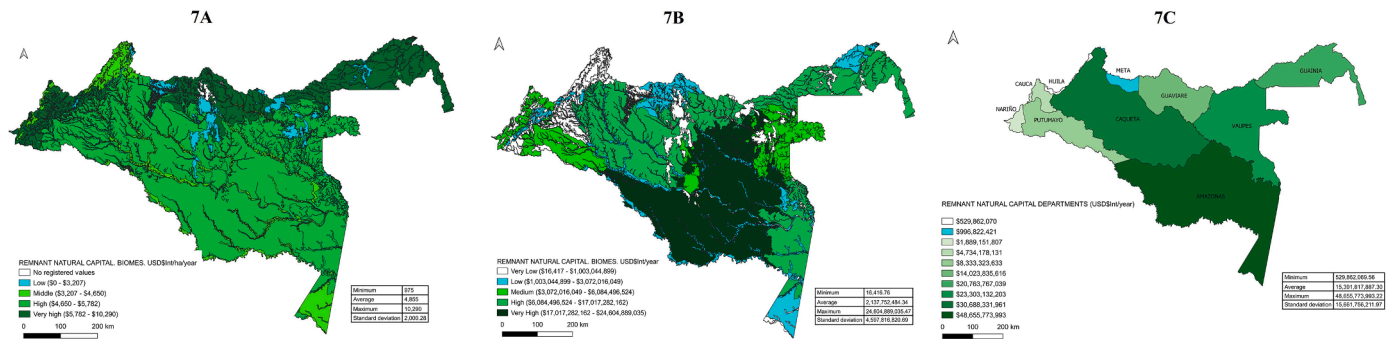 7A
REMNANT NATURAL CAPITAL. BIOMES. USD$Int/ha/year
No registered values
Low ($0 - $3,207)
Middle ($3,207 - $4,650)
High ($4,650 - $5,782)
Very high ($5,782 - $10,290)
0 100 200 km
Minimum 975
Average 4,855
Maximum 10,290
Standard deviation 2,000.28
7B
REMNANT NATURAL CAPITAL. BIOMES. USD$Int/year
Very Low ($16,417 - $1,003,044,899)
Low ($1,003,044,899 - $3,072,016,049)
Medium ($3,072,016,049 - $6,084,496,524)
High ($6,084,496,524 - $17,017,282,162)
Very High ($17,017,282,162 - $24,604,889,035)
0 100 200 km
Minimum 16,416.76
Average 2,137,752,484.34
Maximum 24,604,889,035.47
Standard deviation 4,597,816,820.69
7C
META
HUILA
CAUCA
NARIÑO
PUTUMAYO
CAQUETA
GUAVIARE
GUAINIA
VAUPES
AMAZONAS
REMNANT NATURAL CAPITAL DEPARTMENTS (USD$Int/year)
$529,862,070
$996,822,421
$1,889,151,807
$4,734,178,131
$8,333,323,633
$14,023,835,616
$20,763,767,039
$23,303,132,203
$30,688,331,961
$48,655,773,993
0 100 200 km
Minimum 529,862,069.56
Average 15,391,817,887.30
Maximum 48,655,773,993.22
Standard deviation 15,661,756,211.97